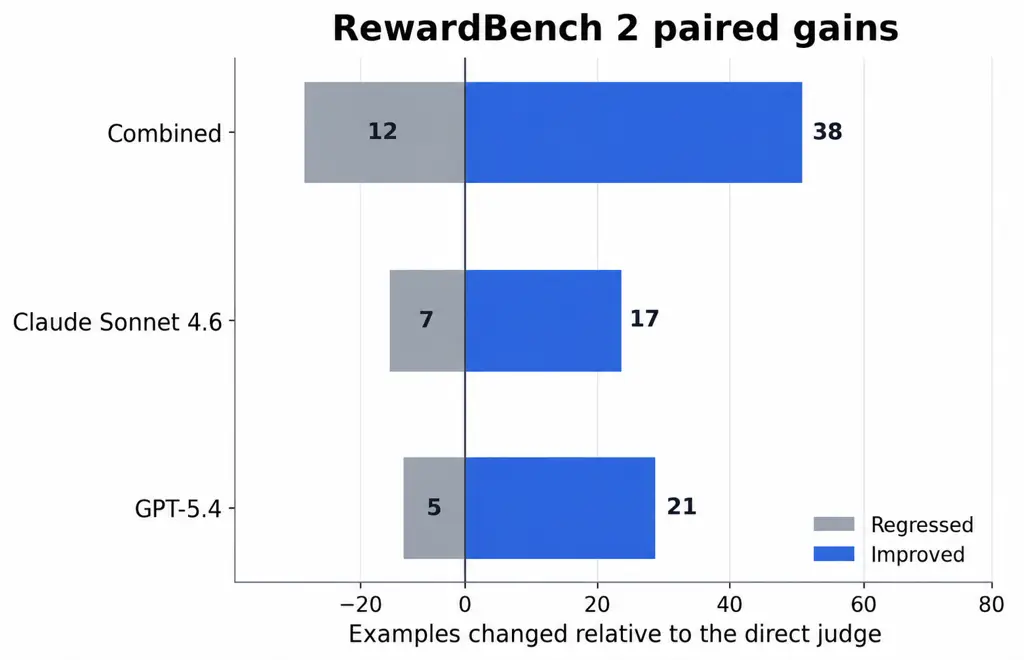 RewardBench 2 paired gains
Combined
12
38
Claude Sonnet 4.6
7
17
GPT-5.4
5
21
Regressed
Improved
−20 0 20 40 60 80
Examples changed relative to the direct judge